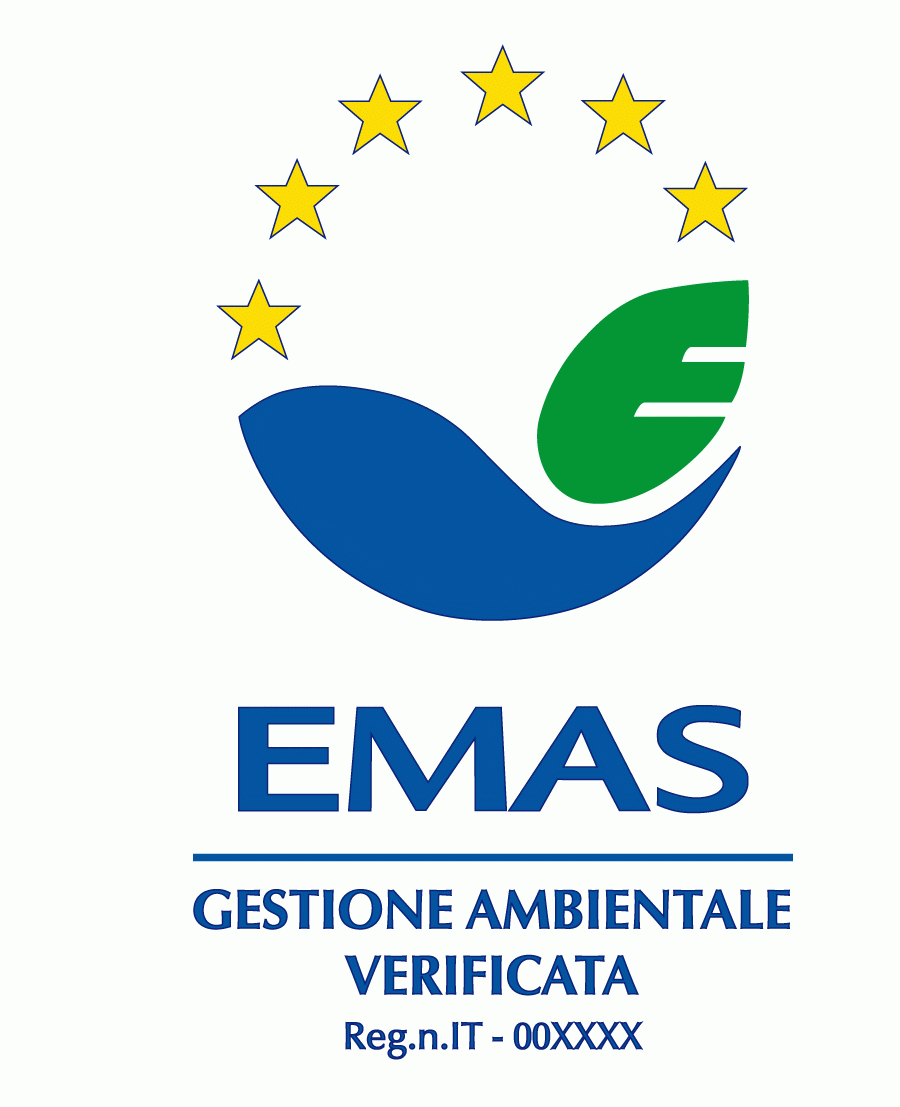 EMAS
GESTIONE AMBIENTALE
VERIFICATA
Reg.n.IT - 00XXXX